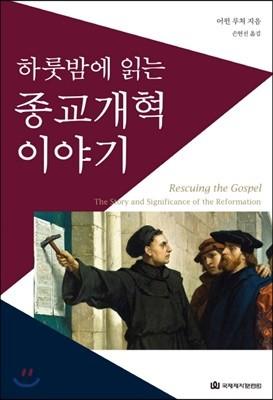 어윈 루처 지음
손현선 옮김
하룻밤에 읽는
종교개혁
이야기
Rescuing the Gospel
The Story and Significance of the Reformation
국제제자훈련원